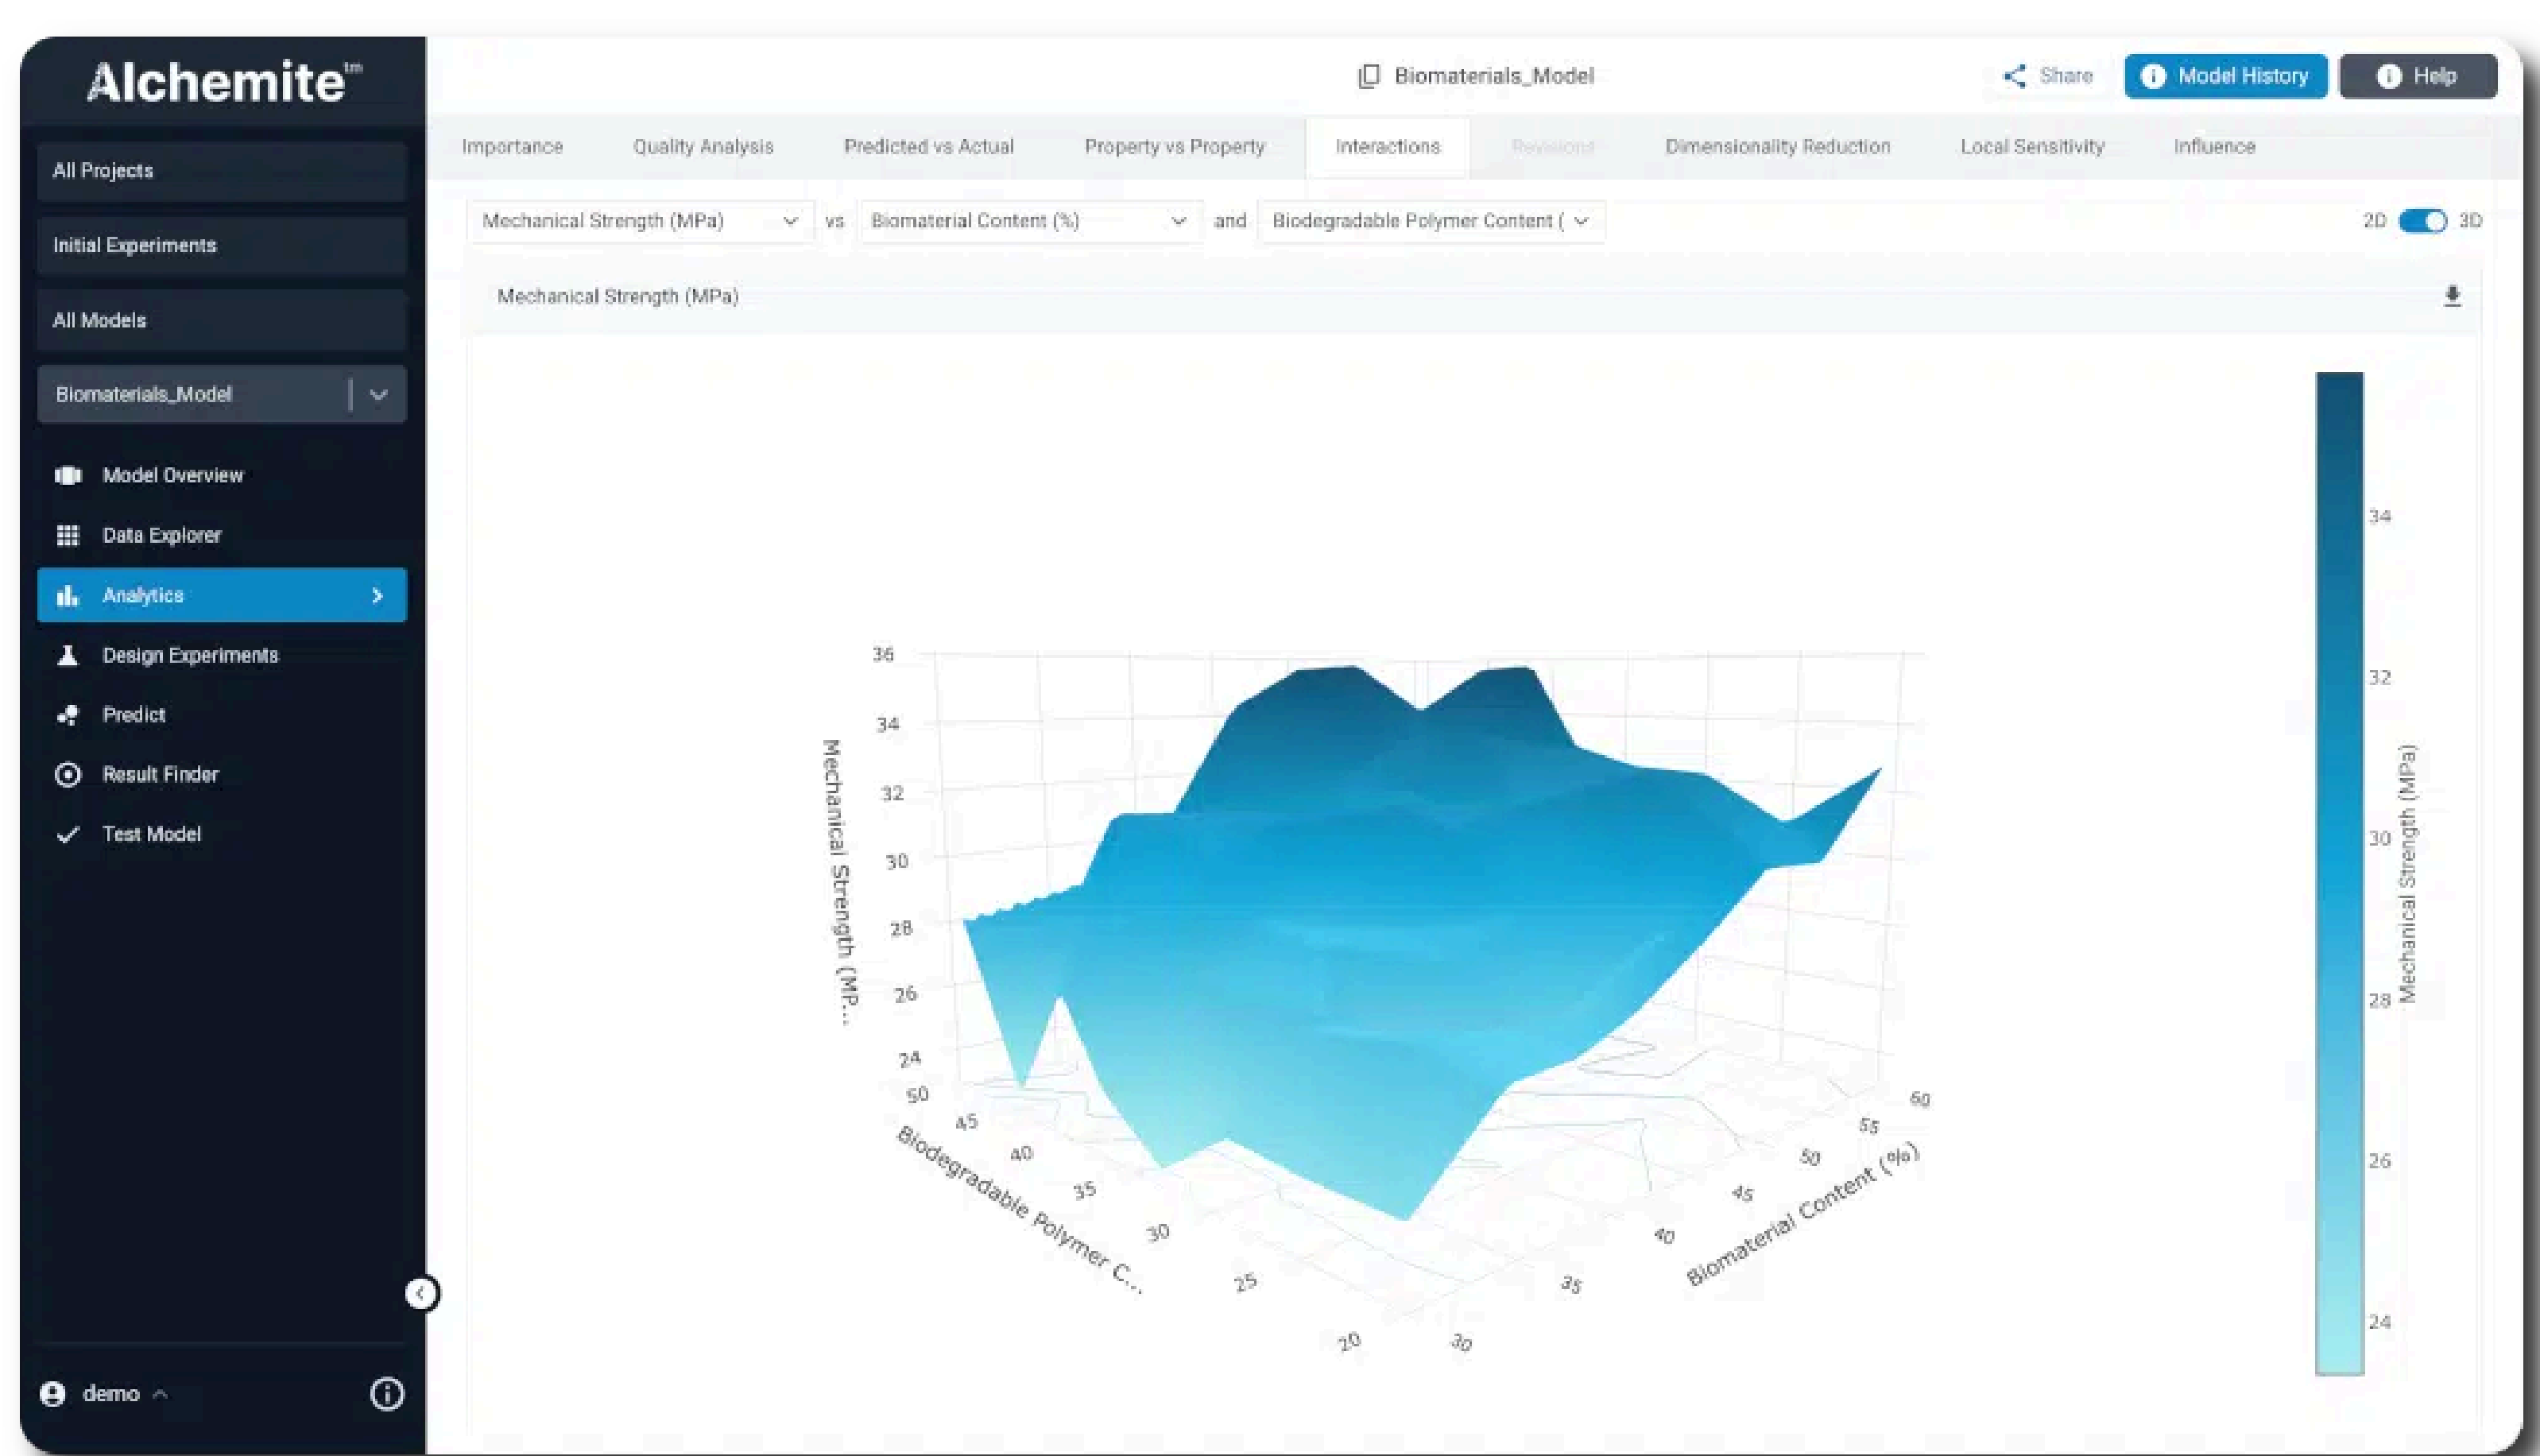 Alchemite™
All Projects
Initial Experiments
All Models
Biomaterials_Model
Model Overview
Data Explorer
Analytics
Design Experiments
Predict
Result Finder
Test Model
demo
Biomaterials_Model
Share
Model History
Help
Importance
Quality Analysis
Predicted vs Actual
Property vs Property
Interactions
Revisions
Dimensionality Reduction
Local Sensitivity
Influence
Mechanical Strength (MPa)
vs
Biomaterial Content (%)
and
Biodegradable Polymer Content (
2D
3D
Mechanical Strength (MPa)
36
34
32
30
28
26
24
Mechanical Strength (MP...
50
45
40
35
30
25
20
Biodegradable Polymer C...
30
35
40
45
50
55
60
Biomaterial Content (%)
34
32
30
28
26
24
Mechanical Strength (MPa)